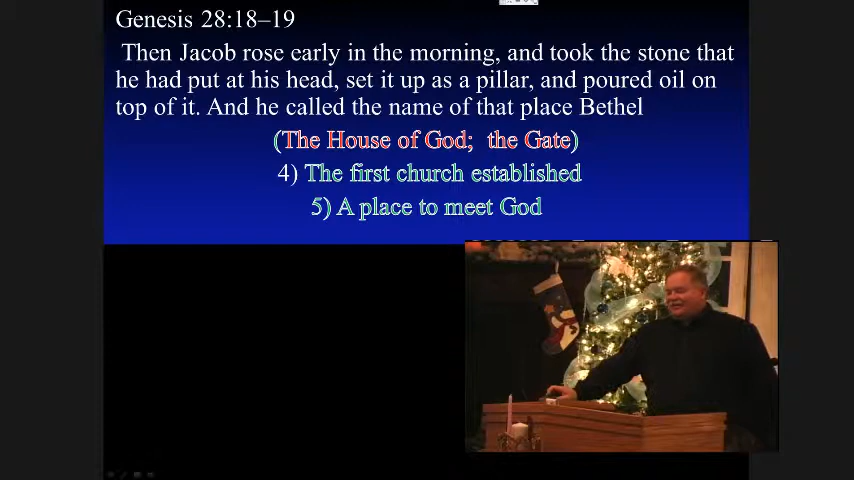 Genesis 28:18–19
Then Jacob rose early in the morning, and took the stone that
he had put at his head, set it up as a pillar, and poured oil on
top of it. And he called the name of that place Bethel
(The House of God;  the Gate)
4) The first church established
5) A place to meet God